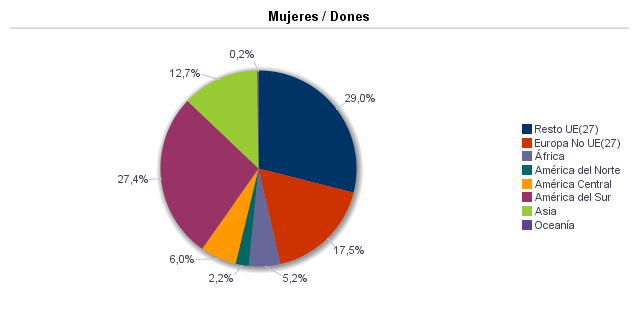 Mujeres / Dones
0,2%
12,7%
29,0%
27,4%
17,5%
6,0%
2,2%
5,2%
Resto UE(27)
Europa No UE(27)
África
América del Norte
América Central
América del Sur
Asia
Oceanía